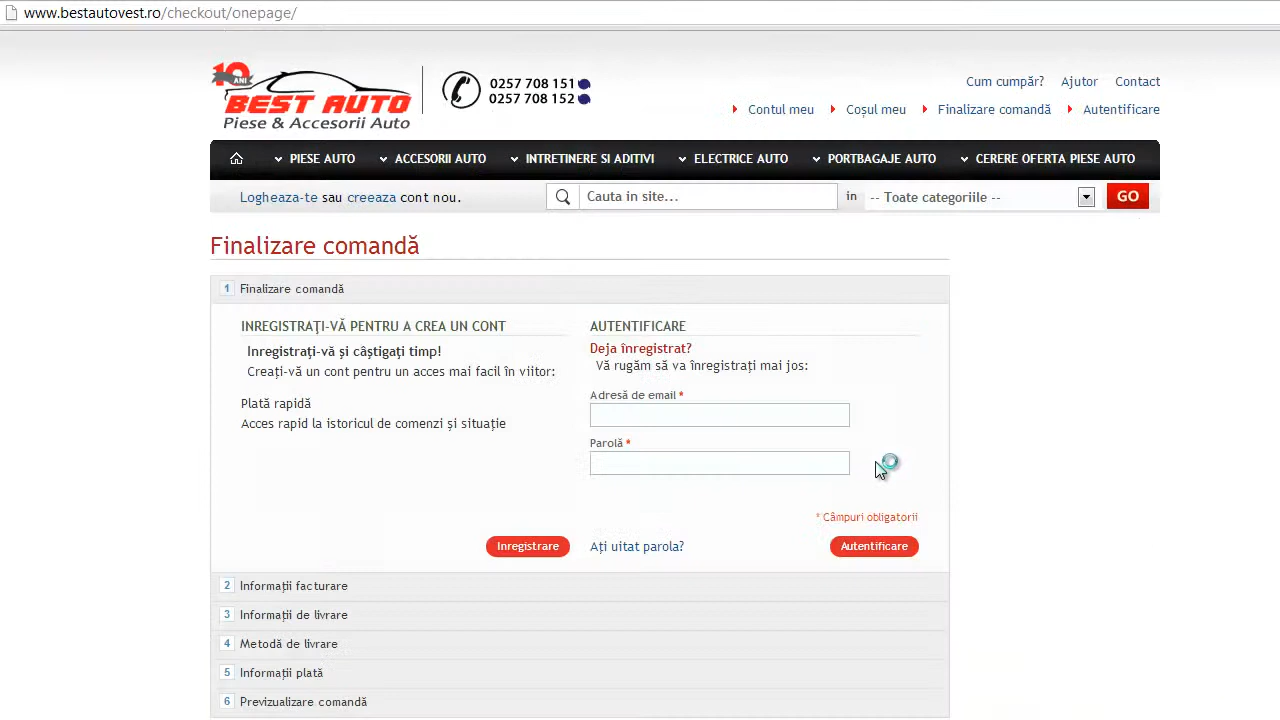 www.bestautovest.ro/checkout/onepage/
10 ANI
BEST AUTO
Piese & Accesorii Auto
0257 708 151
0257 708 152
Cum cumpăr? Ajutor Contact
Contul meu Coșul meu Finalizare comandă Autentificare
PIESE AUTO ACCESORII AUTO INTRETINERE SI ADITIVI ELECTRICE AUTO PORTBAGAJE AUTO CERERE OFERTA PIESE AUTO
Logheaza-te sau creeaza cont nou. Cauta in site... in -- Toate categoriile -- GO
Finalizare comandă
1 Finalizare comandă
INREGISTRAŢI-VĂ PENTRU A CREA UN CONT
Inregistrați-vă și câștigați timp!
Creați-vă un cont pentru un acces mai facil în viitor:
Plată rapidă
Acces rapid la istoricul de comenzi și situație
Inregistrare
AUTENTIFICARE
Deja înregistrat?
Vă rugăm să va înregistrați mai jos:
Adresă de email *
Parolă *
* Câmpuri obligatorii
Ați uitat parola? Autentificare
2 Informații facturare
3 Informații de livrare
4 Metodă de livrare
5 Informații plată
6 Previzualizare comandă